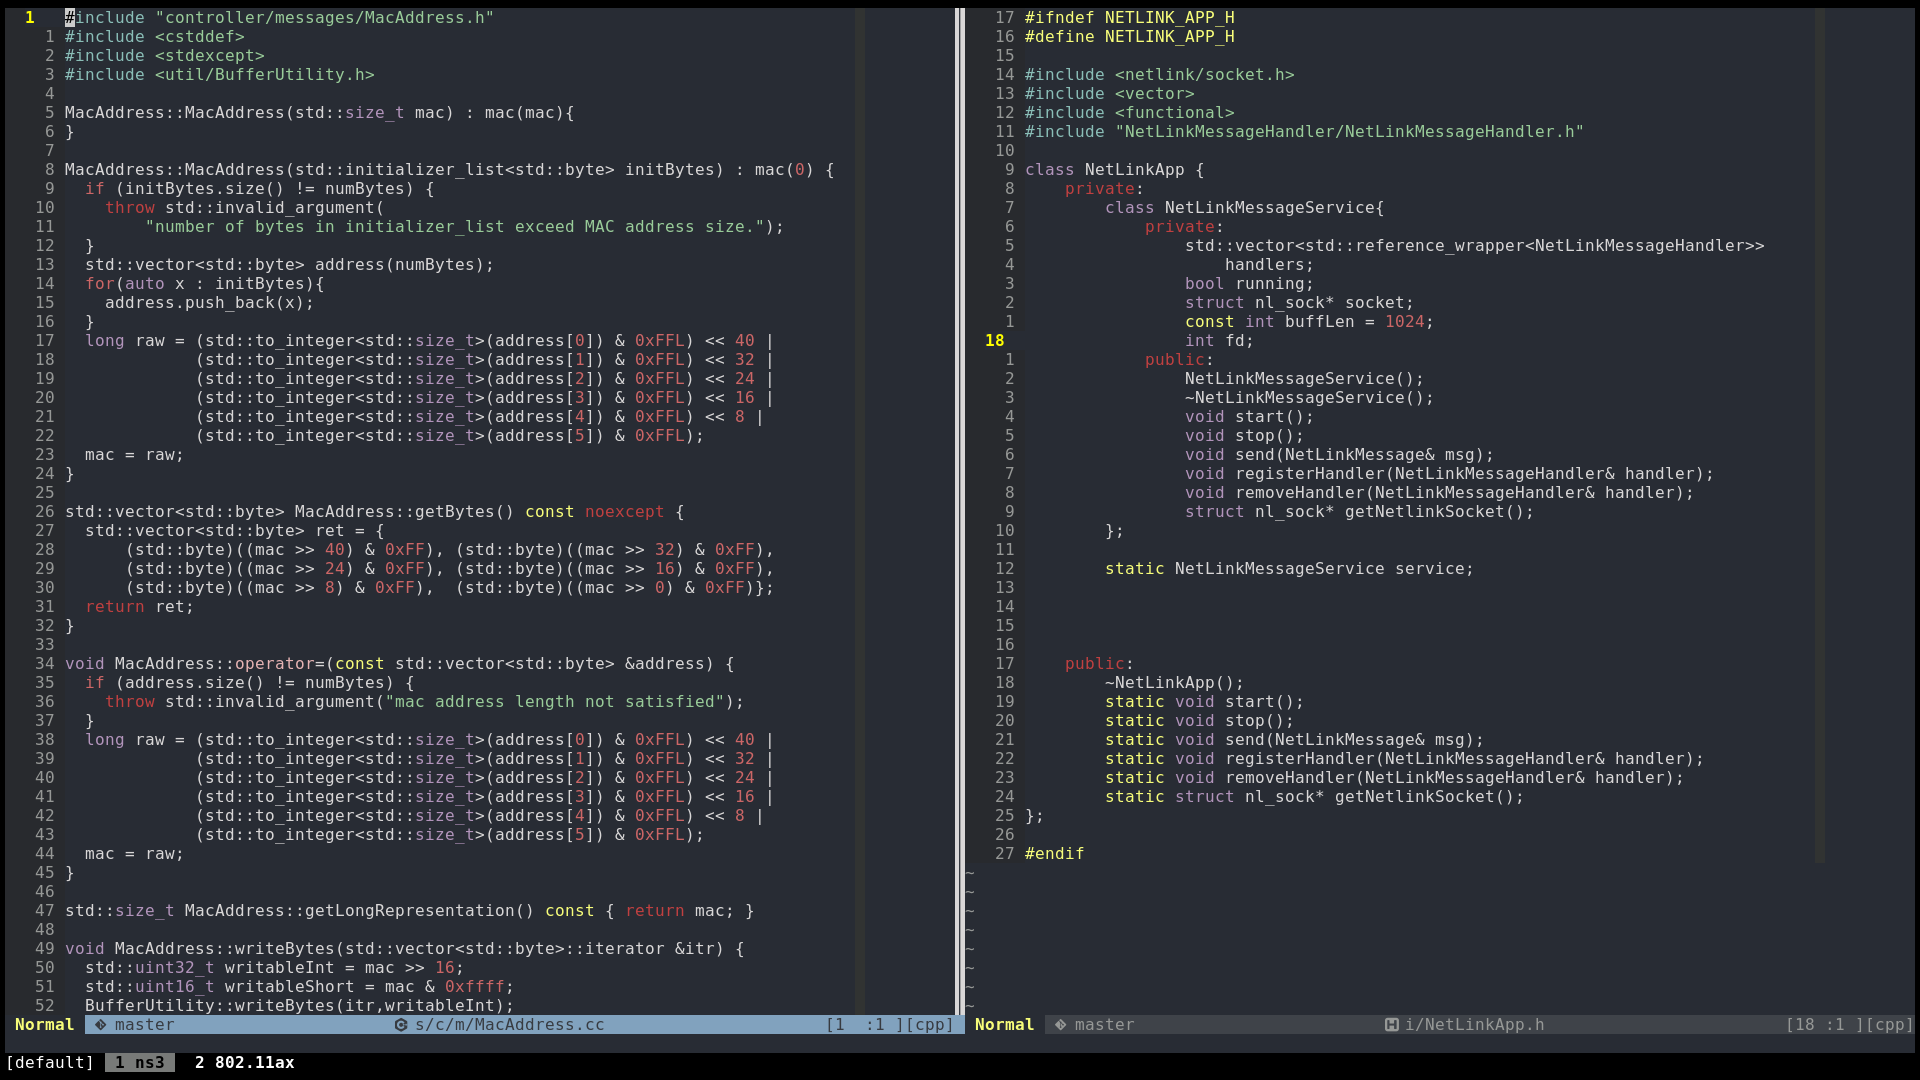 1 #include "controller/messages/MacAddress.h"
1 #include <cstddef>
2 #include <stdexcept>
3 #include <util/BufferUtility.h>
4
5 MacAddress::MacAddress(std::size_t mac) : mac(mac){
6 }
7
8 MacAddress::MacAddress(std::initializer_list<std::byte> initBytes) : mac(0) {
9   if (initBytes.size() != numBytes) {
10     throw std::invalid_argument(
11         "number of bytes in initializer_list exceed MAC address size.");
12   }
13   std::vector<std::byte> address(numBytes);
14   for(auto x : initBytes){
15     address.push_back(x);
16   }
17   long raw = (std::to_integer<std::size_t>(address[0]) & 0xFFL) << 40 |
18              (std::to_integer<std::size_t>(address[1]) & 0xFFL) << 32 |
19              (std::to_integer<std::size_t>(address[2]) & 0xFFL) << 24 |
20              (std::to_integer<std::size_t>(address[3]) & 0xFFL) << 16 |
21              (std::to_integer<std::size_t>(address[4]) & 0xFFL) << 8 |
22              (std::to_integer<std::size_t>(address[5]) & 0xFFL);
23   mac = raw;
24 }
25
26 std::vector<std::byte> MacAddress::getBytes() const noexcept {
27   std::vector<std::byte> ret = {
28       (std::byte)((mac >> 40) & 0xFF), (std::byte)((mac >> 32) & 0xFF),
29       (std::byte)((mac >> 24) & 0xFF), (std::byte)((mac >> 16) & 0xFF),
30       (std::byte)((mac >> 8) & 0xFF),  (std::byte)((mac >> 0) & 0xFF)};
31   return ret;
32 }
33
34 void MacAddress::operator=(const std::vector<std::byte> &address) {
35   if (address.size() != numBytes) {
36     throw std::invalid_argument("mac address length not satisfied");
37   }
38   long raw = (std::to_integer<std::size_t>(address[0]) & 0xFFL) << 40 |
39              (std::to_integer<std::size_t>(address[1]) & 0xFFL) << 32 |
40              (std::to_integer<std::size_t>(address[2]) & 0xFFL) << 24 |
41              (std::to_integer<std::size_t>(address[3]) & 0xFFL) << 16 |
42              (std::to_integer<std::size_t>(address[4]) & 0xFFL) << 8 |
43              (std::to_integer<std::size_t>(address[5]) & 0xFFL);
44   mac = raw;
45 }
46
47 std::size_t MacAddress::getLongRepresentation() const { return mac; }
48
49 void MacAddress::writeBytes(std::vector<std::byte>::iterator &itr) {
50   std::uint32_t writableInt = mac >> 16;
51   std::uint16_t writableShort = mac & 0xffff;
52   BufferUtility::writeBytes(itr,writableInt);
Normal master s/c/m/MacAddress.cc [1  :1 ][cpp]
17 #ifndef NETLINK_APP_H
16 #define NETLINK_APP_H
15
14 #include <netlink/socket.h>
13 #include <vector>
12 #include <functional>
11 #include "NetLinkMessageHandler/NetLinkMessageHandler.h"
10
9 class NetLinkApp {
8     private:
7         class NetLinkMessageService{
6             private:
5                 std::vector<std::reference_wrapper<NetLinkMessageHandler>>
4                     handlers;
3                 bool running;
2                 struct nl_sock* socket;
1                 const int buffLen = 1024;
18                 int fd;
1             public:
2                 NetLinkMessageService();
3                 ~NetLinkMessageService();
4                 void start();
5                 void stop();
6                 void send(NetLinkMessage& msg);
7                 void registerHandler(NetLinkMessageHandler& handler);
8                 void removeHandler(NetLinkMessageHandler& handler);
9                 struct nl_sock* getNetlinkSocket();
10         };
11
12         static NetLinkMessageService service;
13
14
15
16
17     public:
18         ~NetLinkApp();
19         static void start();
20         static void stop();
21         static void send(NetLinkMessage& msg);
22         static void registerHandler(NetLinkMessageHandler& handler);
23         static void removeHandler(NetLinkMessageHandler& handler);
24         static struct nl_sock* getNetlinkSocket();
25 };
26
27 #endif
~
~
~
~
~
~
~
~
Normal master i/NetLinkApp.h [18 :1 ][cpp]
[default] 1 ns3 2 802.11ax